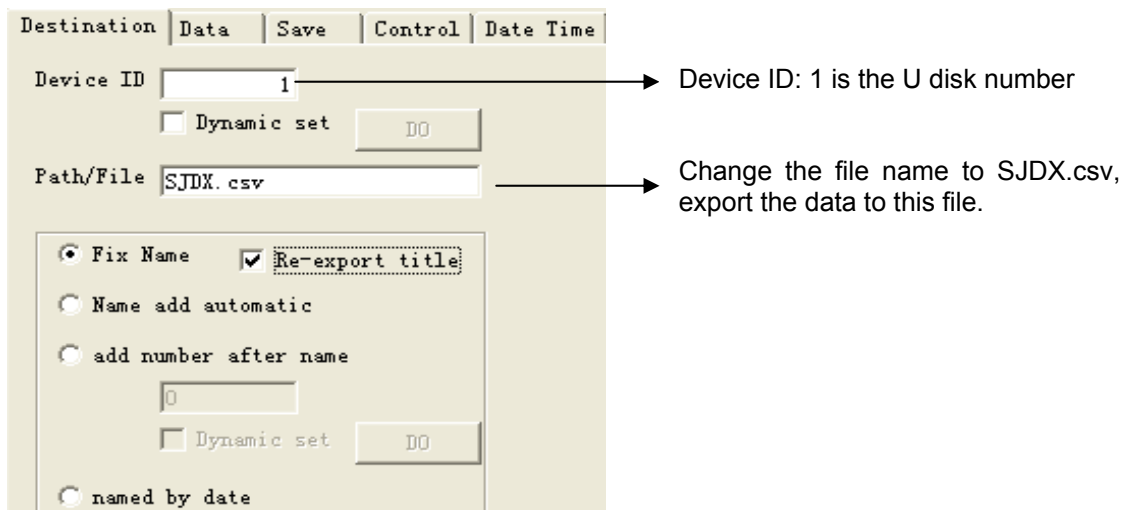 Destination Data Save Control Date Time
Device ID 1
Device ID: 1 is the U disk number
Dynamic set DO
Path/File SJDX.csv
Change the file name to SJDX.csv,
export the data to this file.
Fix Name Re-export title
Name add automatic
add number after name
0
Dynamic set DO
named by date